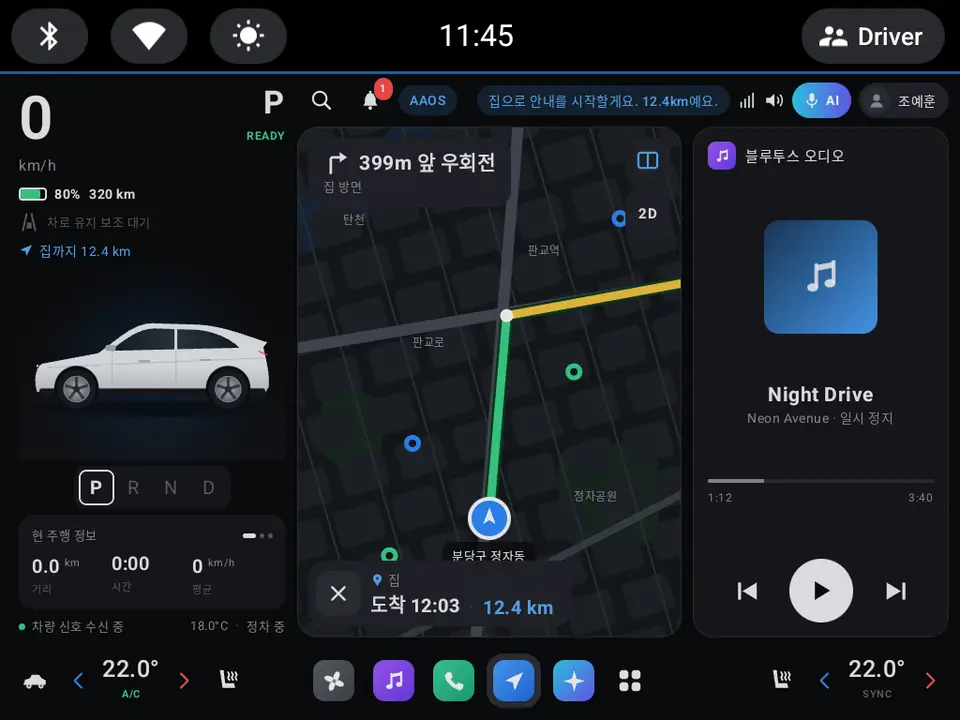 11:45
Driver
0
P
READY
km/h
80% 320 km
차로 유지 보조 대기
집까지 12.4 km
P R N D
현 주행 정보
0.0 km
거리
0:00
시간
0 km/h
평균
차량 신호 수신 중
18.0°C · 정차 중
1
AAOS
집으로 안내를 시작할게요. 12.4km예요.
AI
조예훈
399m 앞 우회전
집 방면
탄천
2D
판교역
판교로
정자공원
분당구 정자동
집
도착 12:03 · 12.4 km
블루투스 오디오
Night Drive
Neon Avenue · 일시 정지
1:12
3:40
22.0°
A/C
22.0°
SYNC